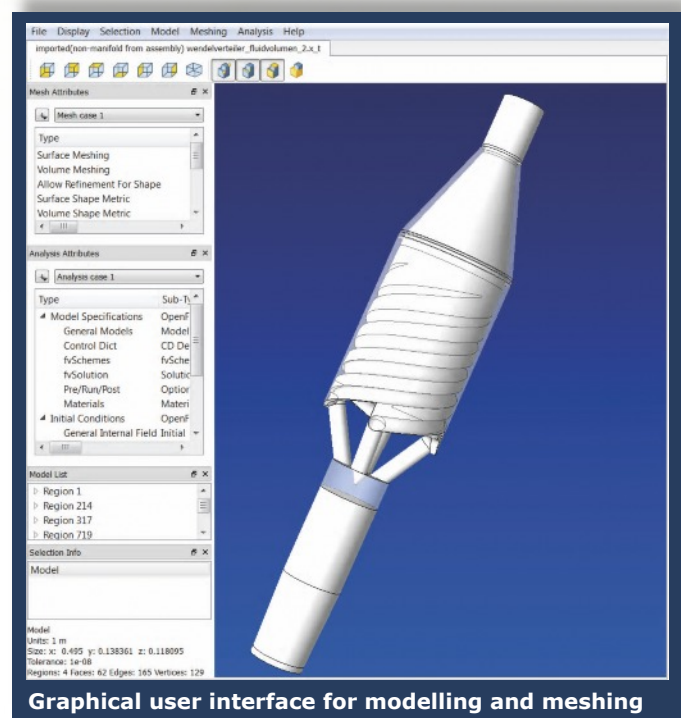 File Display Selection Model Meshing Analysis Help
imported(non-manifold from assembly) wendelverteiler_fluidvolumen_2.x_t
Mesh Attributes
Mesh case 1
Type
Surface Meshing
Volume Meshing
Allow Refinement For Shape
Surface Shape Metric
Volume Shape Metric
Analysis Attributes
Analysis case 1
Type Sub-Ty
Model Specifications OpenF
General Models Model
Control Dict CD De
fvSchemes fvSche
fvSolution Solutic
Pre/Run/Post Option
Materials Materi
Initial Conditions OpenF
General Internal Field Initial
Model List
Region 1
Region 214
Region 317
Region 719
Selection Info
Model
Model
Units: 1 m
Size: x: 0.495 y: 0.138361 z: 0.118095
Tolerance: 1e-08
Regions: 4 Faces: 62 Edges: 165 Vertices: 129
Graphical user interface for modelling and meshing